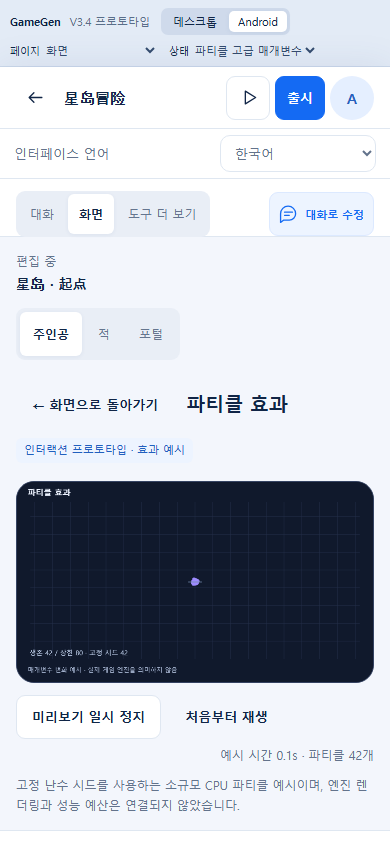 GameGen V3.4 프로토타입 데스크톱 Android
페이지 화면 상태 파티클 고급 매개변수
星岛冒险 출시 A
인터페이스 언어 한국어
대화 화면 도구 더 보기 대화로 수정
편집 중
星岛 · 起点
주인공 적 포털
← 화면으로 돌아가기 파티클 효과
인터랙션 프로토타입 · 효과 예시
파티클 효과
생존 42 / 상한 80 · 고정 시드 42
매개변수 변화 예시 · 실제 게임 엔진을 의미하지 않음
미리보기 일시 정지 처음부터 재생
예시 시간 0.1s · 파티클 42개
고정 난수 시드를 사용하는 소규모 CPU 파티클 예시이며, 엔진 렌
더링과 성능 예산은 연결되지 않았습니다.